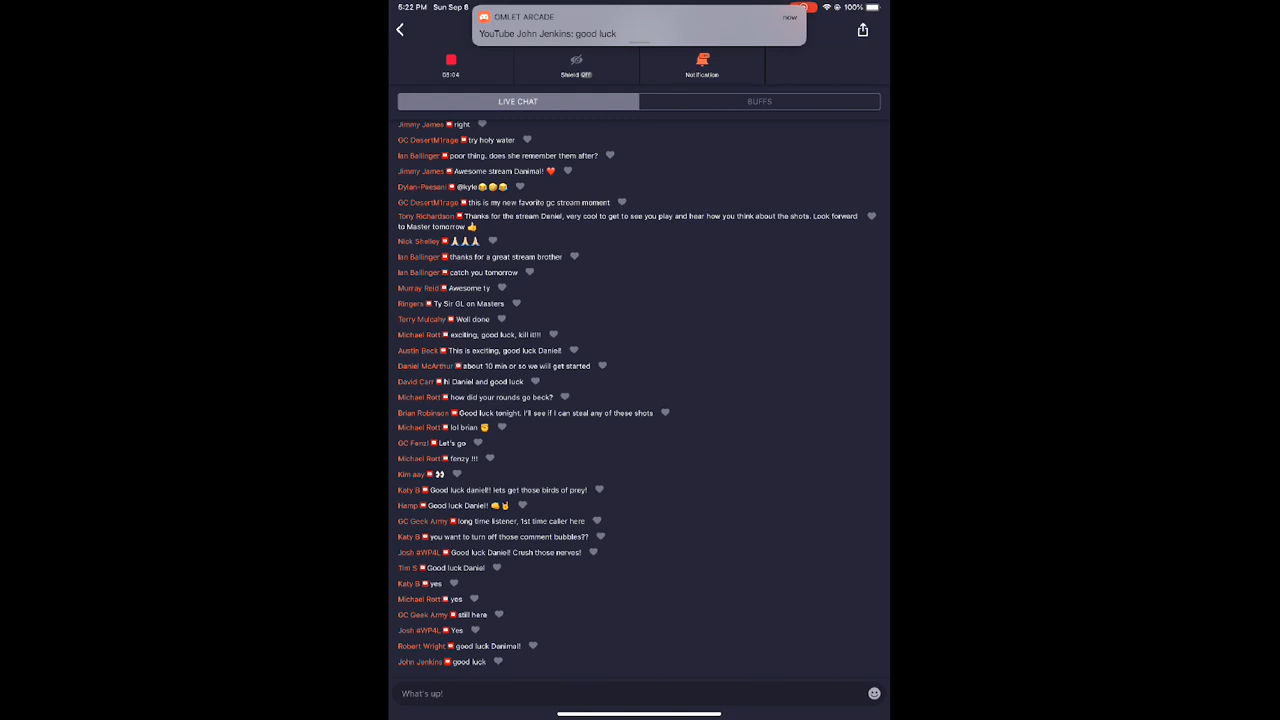 5:22 PM Sun Sep 8
100%
OMLET ARCADE
now
YouTube John Jenkins: good luck
03:04
Shield OFF
Notification
LIVE CHAT
BUFFS
Jimmy James right
GC DesertM1rage try holy water
Ian Ballinger poor thing. does she remember them after?
Jimmy James Awesome stream Danimal! ❤️
Dylan-Paesani @kyle😂😂😂
GC DesertM1rage this is my new favorite gc stream moment
Tony Richardson Thanks for the stream Daniel, very cool to get to see you play and hear how you think about the shots. Look forward
to Master tomorrow 👍
Nick Shelley 🙏🏻🙏🏻🙏🏻
Ian Ballinger thanks for a great stream brother
Ian Ballinger catch you tomorrow
Murray Reid Awesome ty
Ringers Ty Sir GL on Masters
Terry Mulcahy Well done
Michael Rott exciting, good luck, kill it!!!
Austin Beck This is exciting, good luck Daniel!
Daniel McArthur about 10 min or so we will get started
David Carr hi Daniel and good luck
Michael Rott how did your rounds go beck?
Brian Robinson Good luck tonight. I'll see if I can steal any of these shots
Michael Rott lol brian ✊
GC Fenzl Let's go
Michael Rott fenzy !!!
Kim aay 👀
Katy B Good luck daniel!! lets get those birds of prey!
Hamp Good luck Daniel! 👊🤘
GC Geek Army long time listener, 1st time caller here
Katy B you want to turn off those comment bubbles??
Josh #WP4L Good luck Daniel! Crush those nerves!
Tim S Good luck Daniel
Katy B yes
Michael Rott yes
GC Geek Army still here
Josh #WP4L Yes
Robert Wright good luck Danimal!
John Jenkins good luck
What's up!